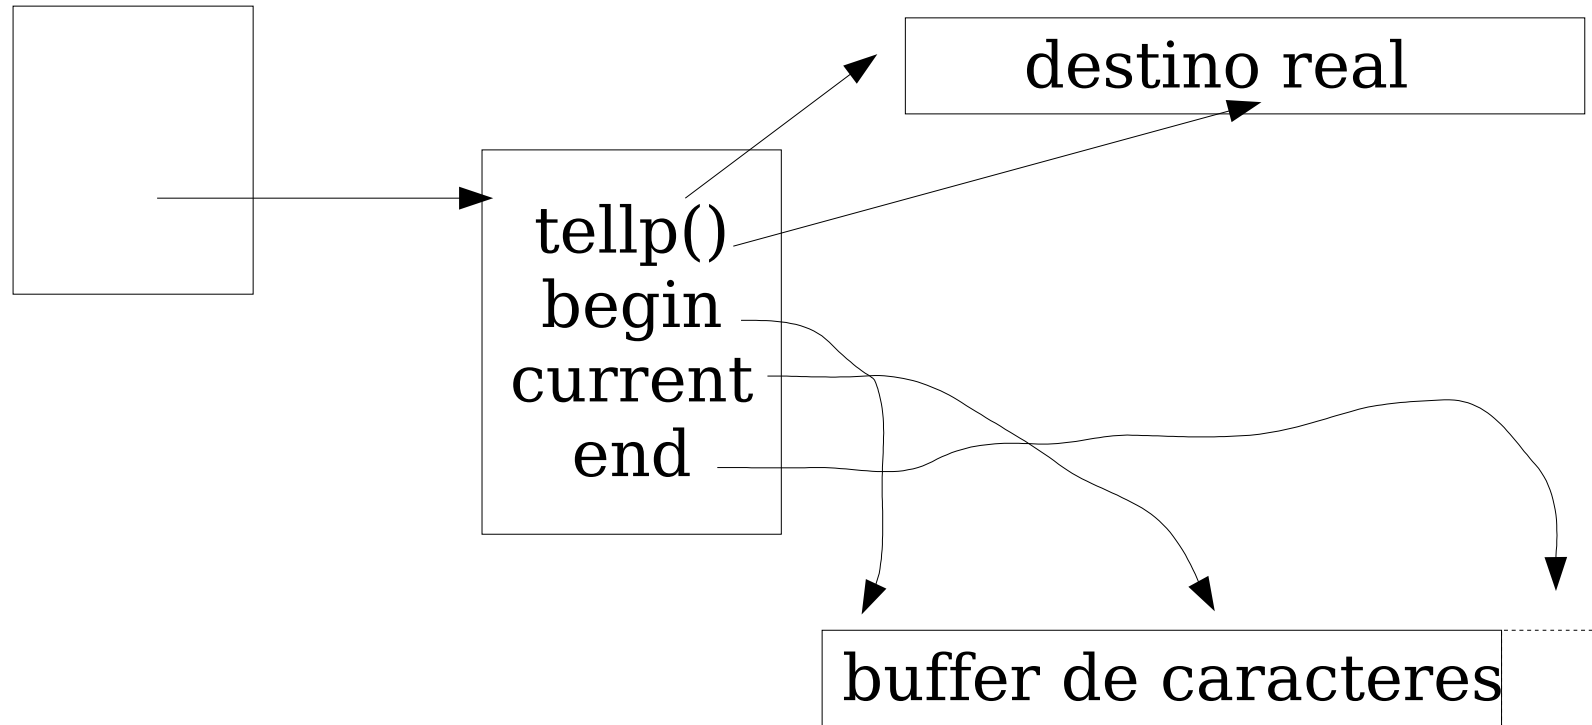 destino real
tellp()
begin
current
end
buffer de caracteres